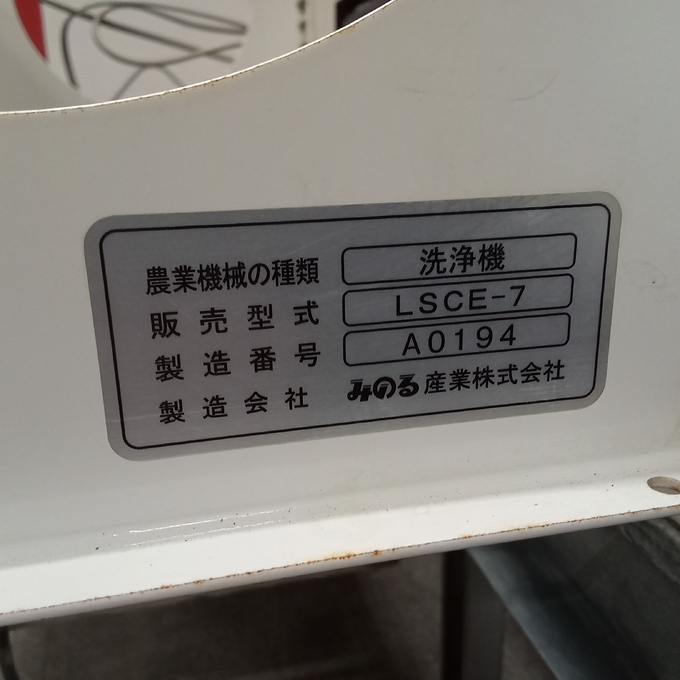 農業機械の種類 洗浄機
販売型式 LSCE-7
製造番号 A0194
製造会社 みのる産業株式会社